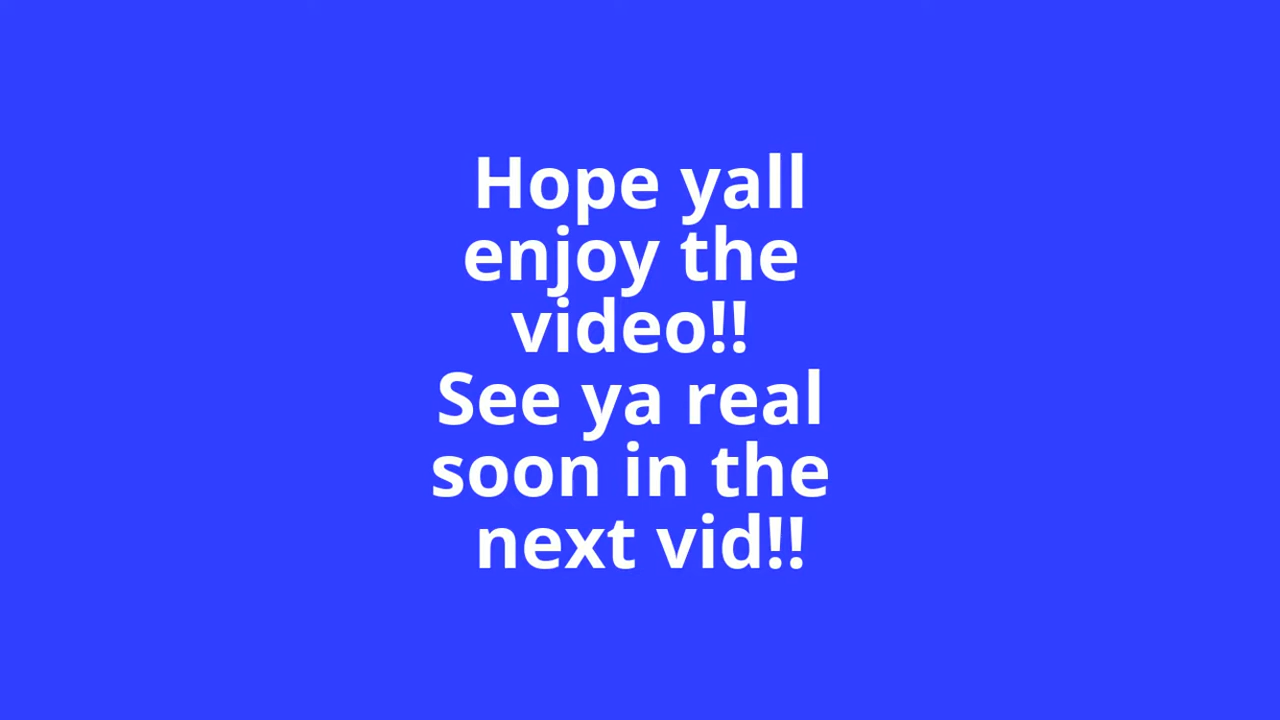 Hope yall
enjoy the
video!!
See ya real
soon in the
next vid!!